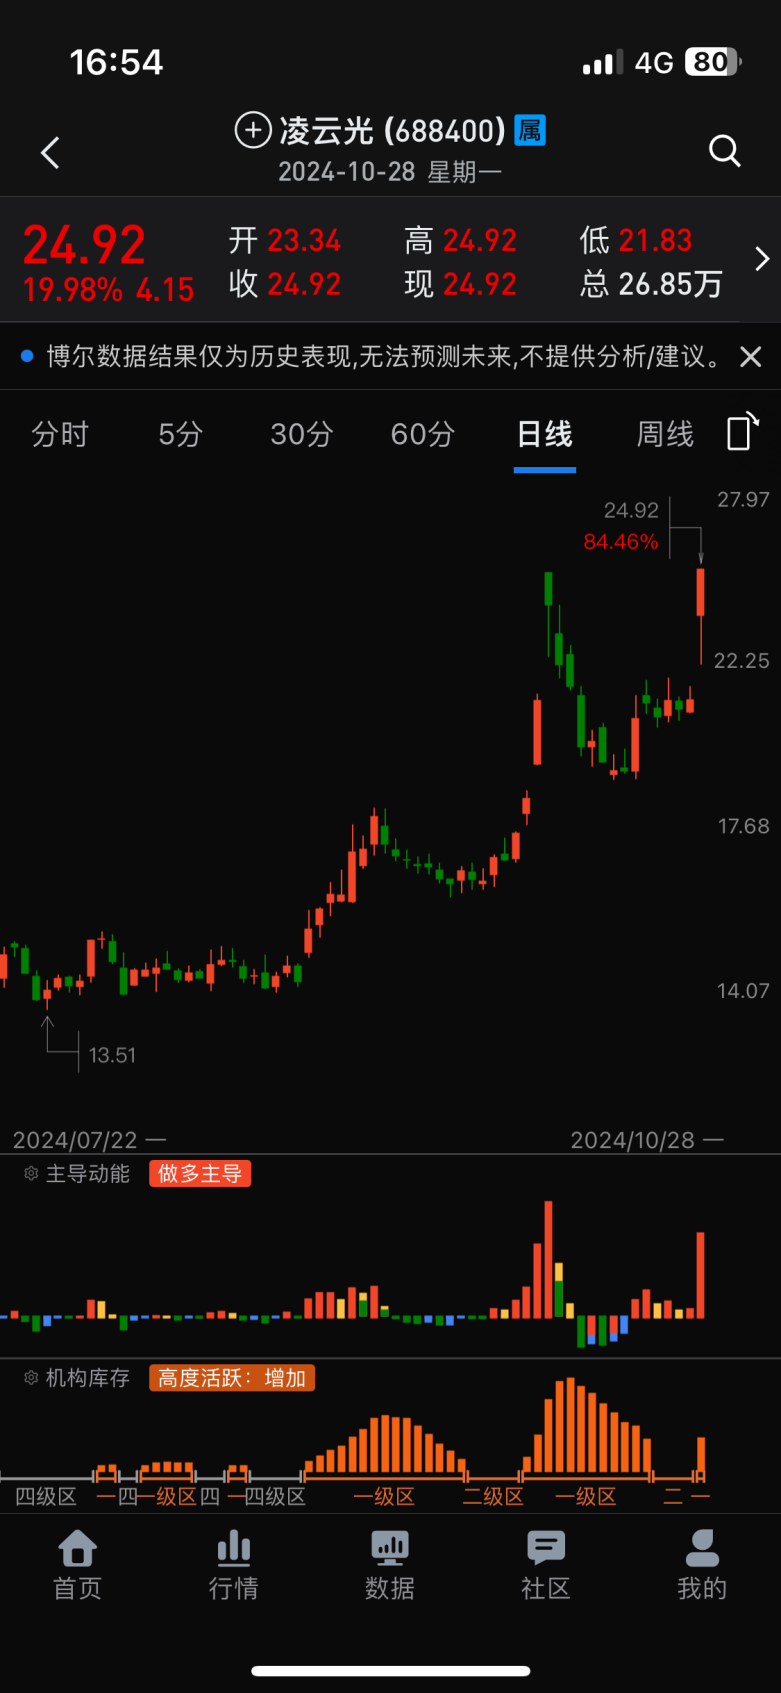 16:54 4G 80
凌云光 (688400) 属
2024-10-28 星期一
24.92 开 23.34 高 24.92 低 21.83
19.98% 4.15 收 24.92 现 24.92 总 26.85万
博尔数据结果仅为历史表现,无法预测未来,不提供分析/建议。
分时 5分 30分 60分 日线 周线
27.97
24.92
84.46%
22.25
17.68
14.07
13.51
2024/07/22 一 2024/10/28 一
主导动能 做多主导
机构库存 高度活跃：增加
四级区 一 四 一级区 四 一 四级区 一级区 二级区 一级区 二 一
首页 行情 数据 社区 我的